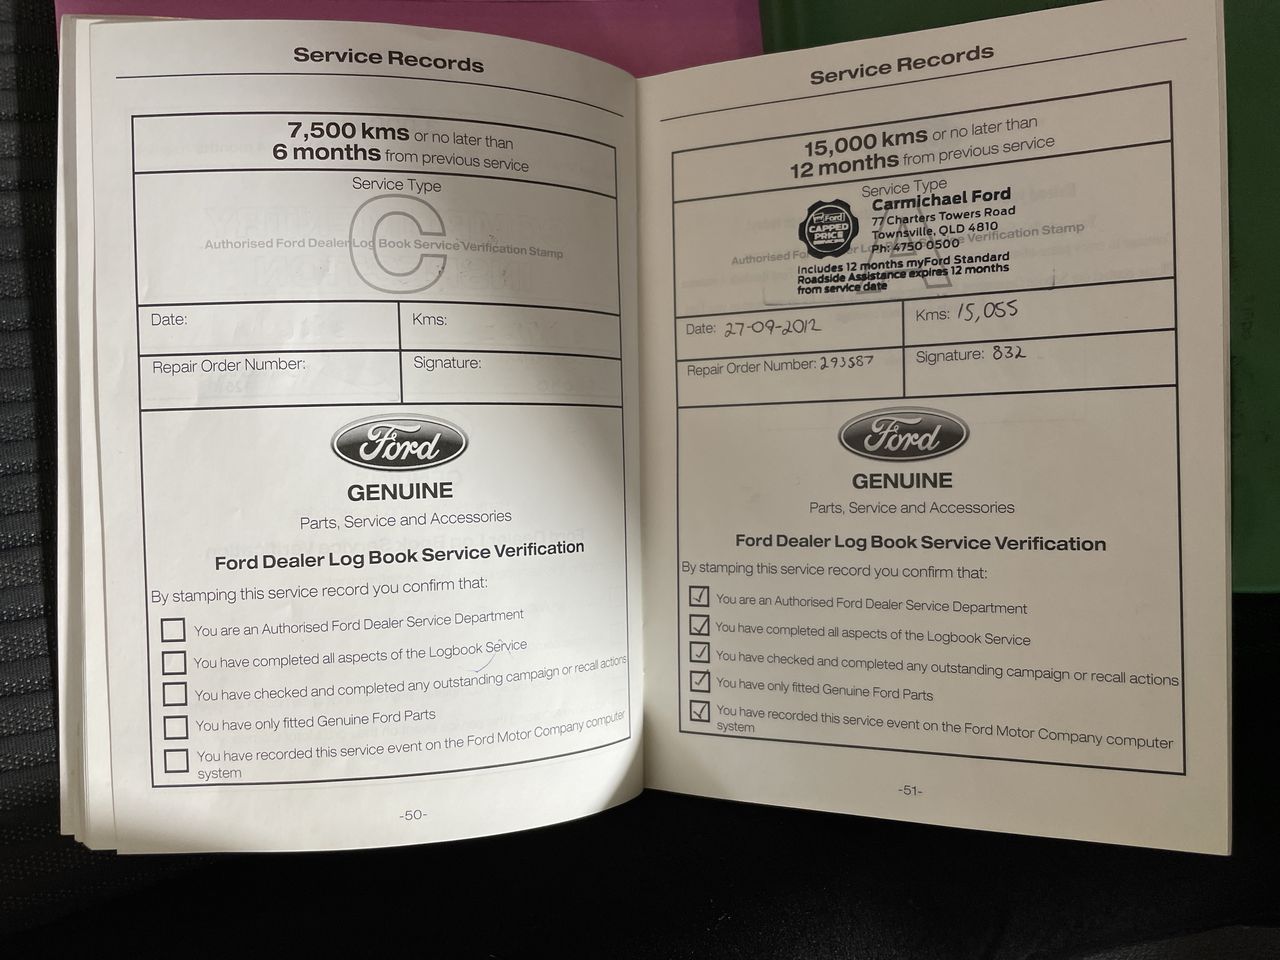 Service Records
7,500 kms or no later than
6 months from previous service
Service Type
C
Authorised Ford Dealer Log Book Service Verification Stamp
Date:
Kms:
Repair Order Number:
Signature:
Ford
GENUINE
Parts, Service and Accessories
Ford Dealer Log Book Service Verification
By stamping this service record you confirm that:
You are an Authorised Ford Dealer Service Department
You have completed all aspects of the Logbook Service
You have checked and completed any outstanding campaign or recall actions
You have only fitted Genuine Ford Parts
You have recorded this service event on the Ford Motor Company computer
system
-50-
Service Records
15,000 kms or no later than
12 months from previous service
Service Type
A
Authorised Fo Log Book Service Verification Stamp
Ford
CAPPED
PRICE
SERVICING
Carmichael Ford
77 Charters Towers Road
Townsville, QLD 4810
Ph: 4750 0500
Includes 12 months myFord Standard
Roadside Assistance expires 12 months
from service date
Date: 27-09-2012
Kms: 15,055
Repair Order Number: 293587
Signature: 832
Ford
GENUINE
Parts, Service and Accessories
Ford Dealer Log Book Service Verification
By stamping this service record you confirm that:
You are an Authorised Ford Dealer Service Department
You have completed all aspects of the Logbook Service
You have checked and completed any outstanding campaign or recall actions
You have only fitted Genuine Ford Parts
You have recorded this service event on the Ford Motor Company computer
system
-51-